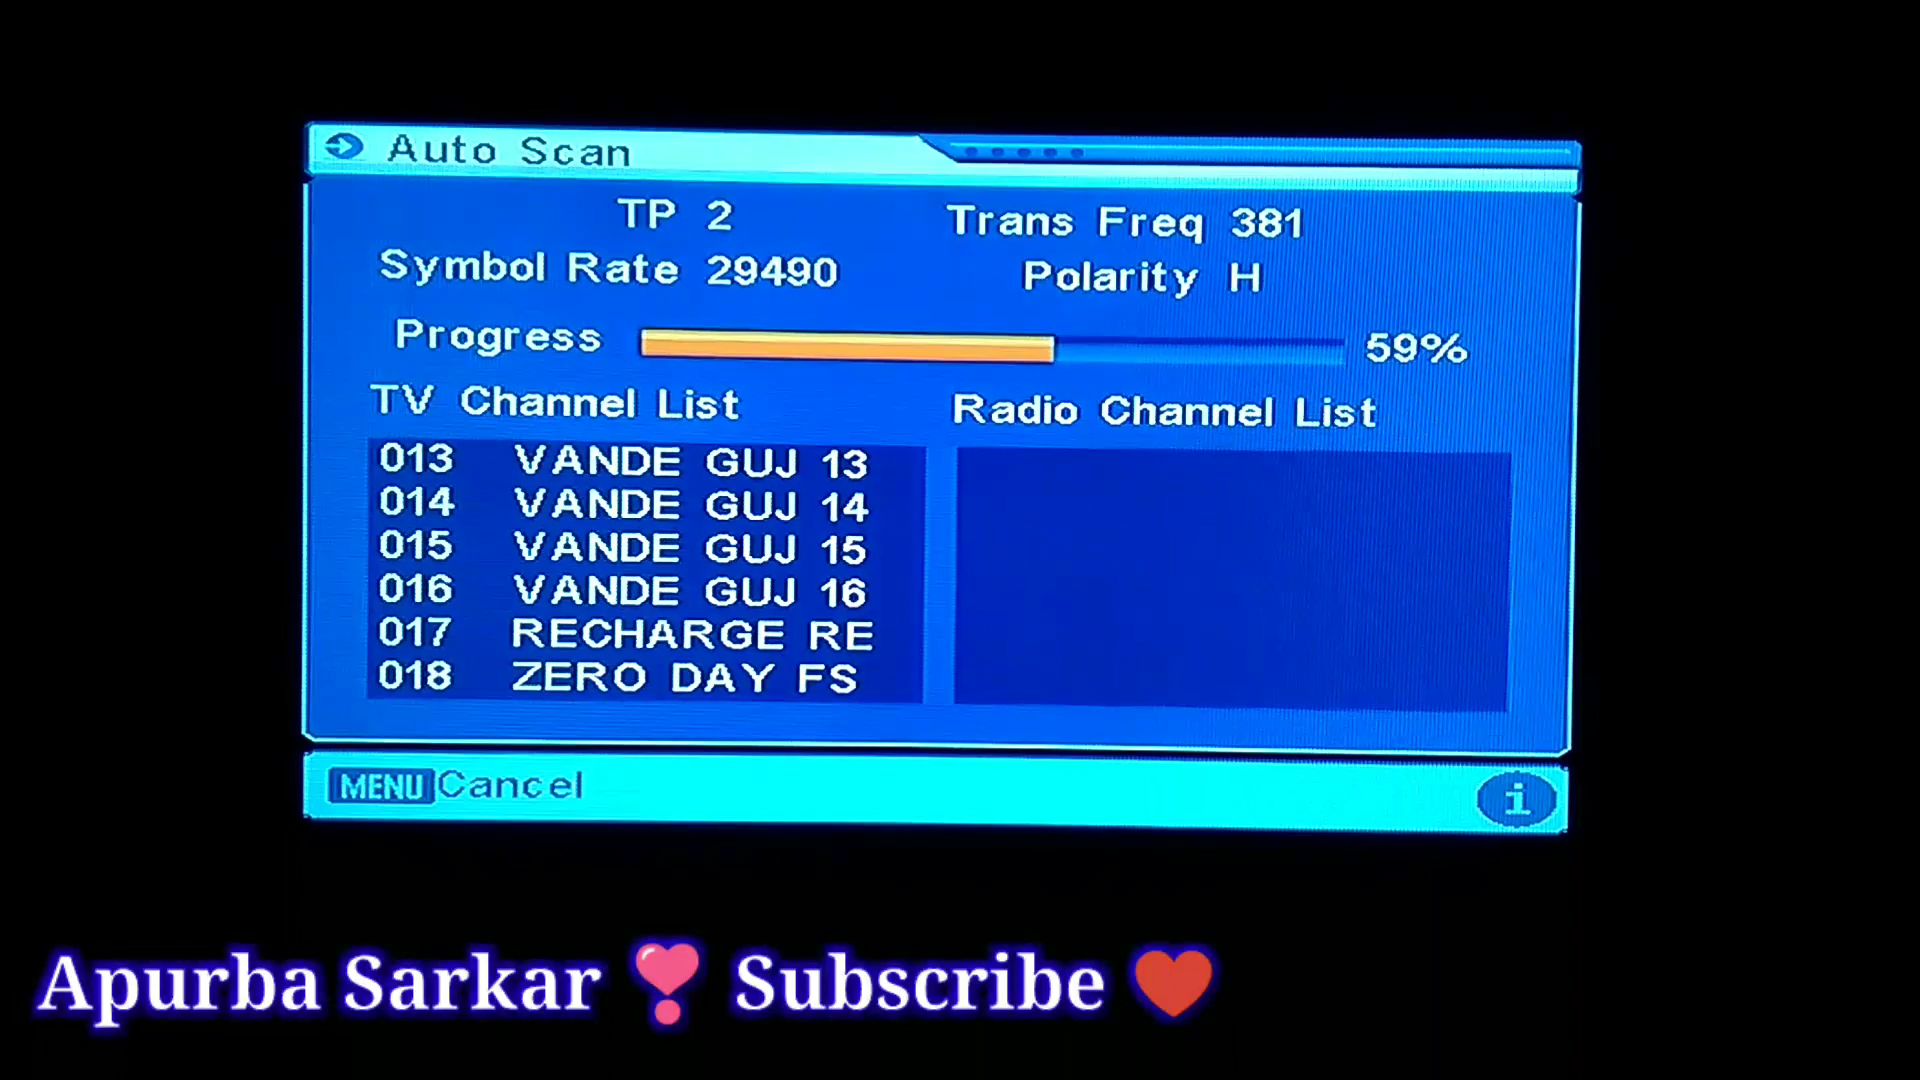 Auto Scan
TP 2 Trans Freq 381
Symbol Rate 29490 Polarity H
Progress 59%
TV Channel List Radio Channel List
013 VANDE GUJ 13
014 VANDE GUJ 14
015 VANDE GUJ 15
016 VANDE GUJ 16
017 RECHARGE RE
018 ZERO DAY FS
MENU Cancel i
Apurba Sarkar ❣ Subscribe ♥